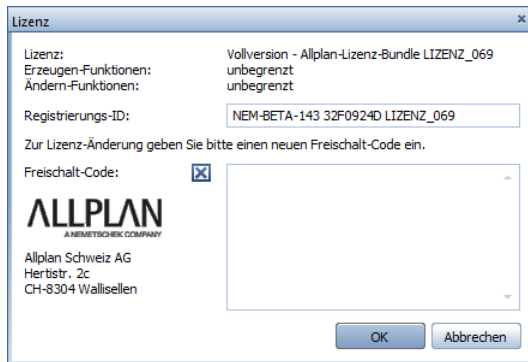 Lizenz
Lizenz: Vollversion - Allplan-Lizenz-Bundle LIZENZ_069
Erzeugen-Funktionen: unbegrenzt
Ändern-Funktionen: unbegrenzt
Registrierungs-ID: NEM-BETA-143 32F0924D LIZENZ_069
Zur Lizenz-Änderung geben Sie bitte einen neuen Freischalt-Code ein.
Freischalt-Code:
ALLPLAN
A NEMETSCHEK COMPANY
Allplan Schweiz AG
Hertistr. 2c
CH-8304 Wallisellen
OK Abbrechen